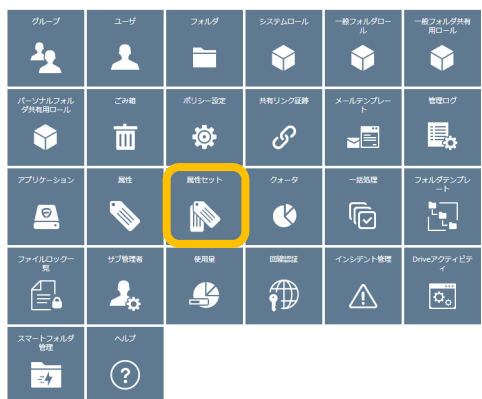 グループ
ユーザ
フォルダ
システムロール
一般フォルダロー
ル
一般フォルダ共有
用ロール
パーソナルフォル
ダ共有用ロール
ごみ箱
ポリシー設定
共有リンク証跡
メールテンプレー
ト
管理ログ
アプリケーション
属性
属性セット
クォータ
一括処理
フォルダテンプレ
ート
ファイルロック一
覧
サブ管理者
使用量
回線認証
インシデント管理
Driveアクティビテ
ィ
スマートフォルダ
管理
ヘルプ